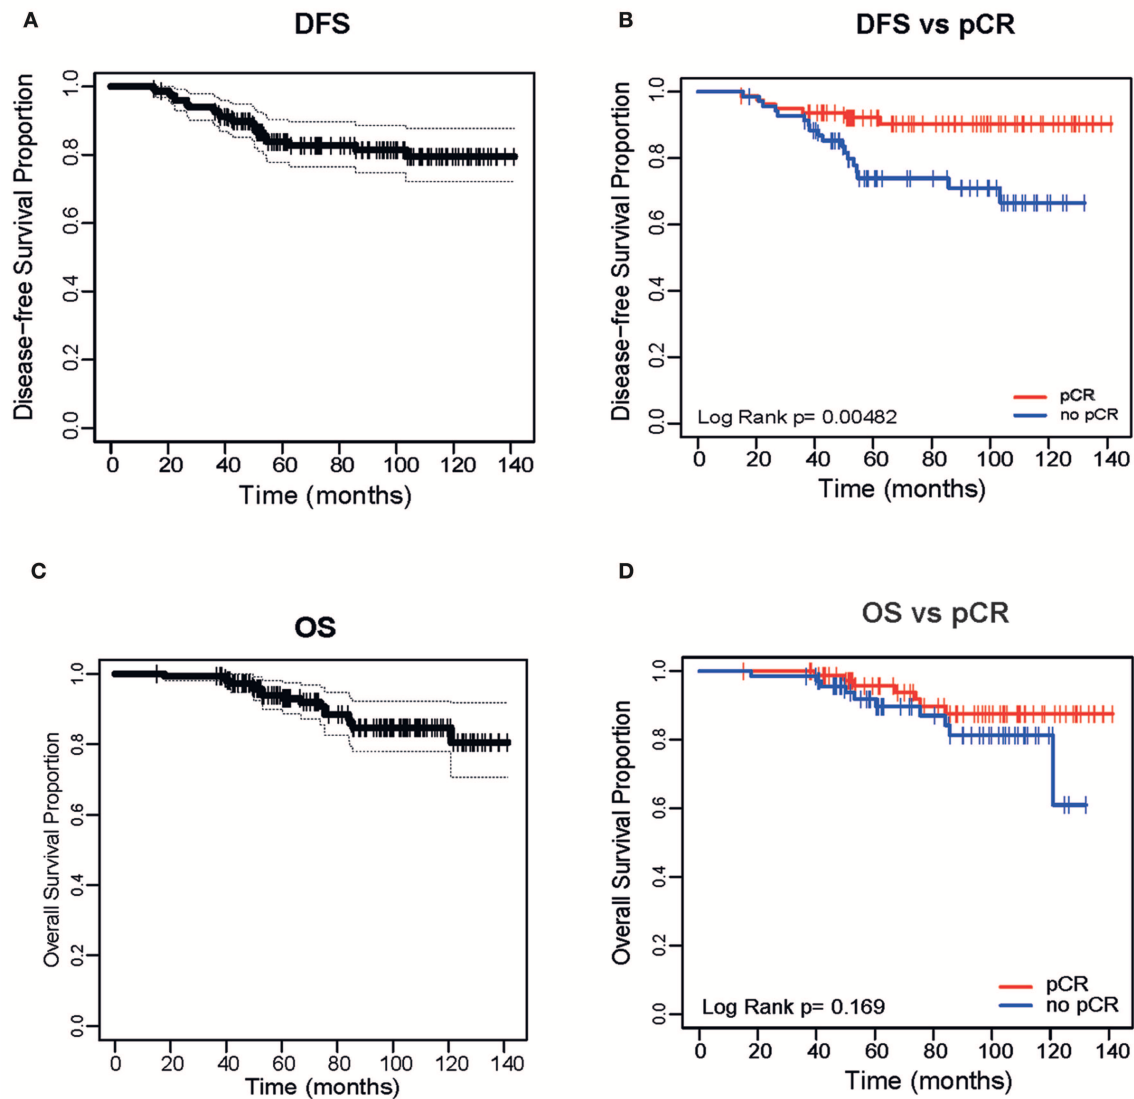 A
DFS
Disease-free Survival Proportion
1.0
0.8
0.6
0.4
0.2
0.0
0 20 40 60 80 100 120 140
Time (months)
B
DFS vs pCR
Disease-free Survival Proportion
1.0
0.8
0.6
0.4
0.2
0.0
pCR
no pCR
Log Rank p= 0.00482
0 20 40 60 80 100 120 140
Time (months)
C
OS
Overall Survival Proportion
1.0
0.8
0.6
0.4
0.2
0.0
0 20 40 60 80 100 120 140
Time (months)
D
OS vs pCR
Overall Survival Proportion
1.0
0.8
0.6
0.4
0.2
0.0
pCR
no pCR
Log Rank p= 0.169
0 20 40 60 80 100 120 140
Time (months)